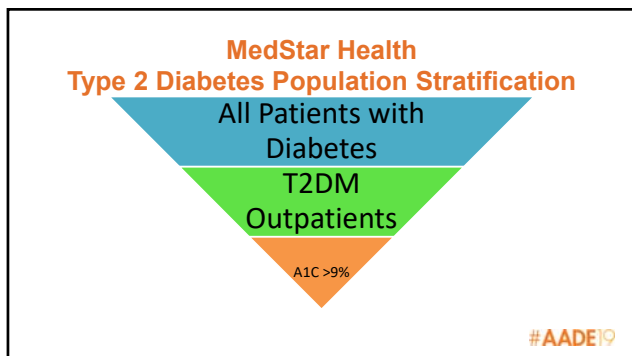 MedStar Health
Type 2 Diabetes Population Stratification
All Patients with
Diabetes
T2DM
Outpatients
A1C >9%
#AADE19